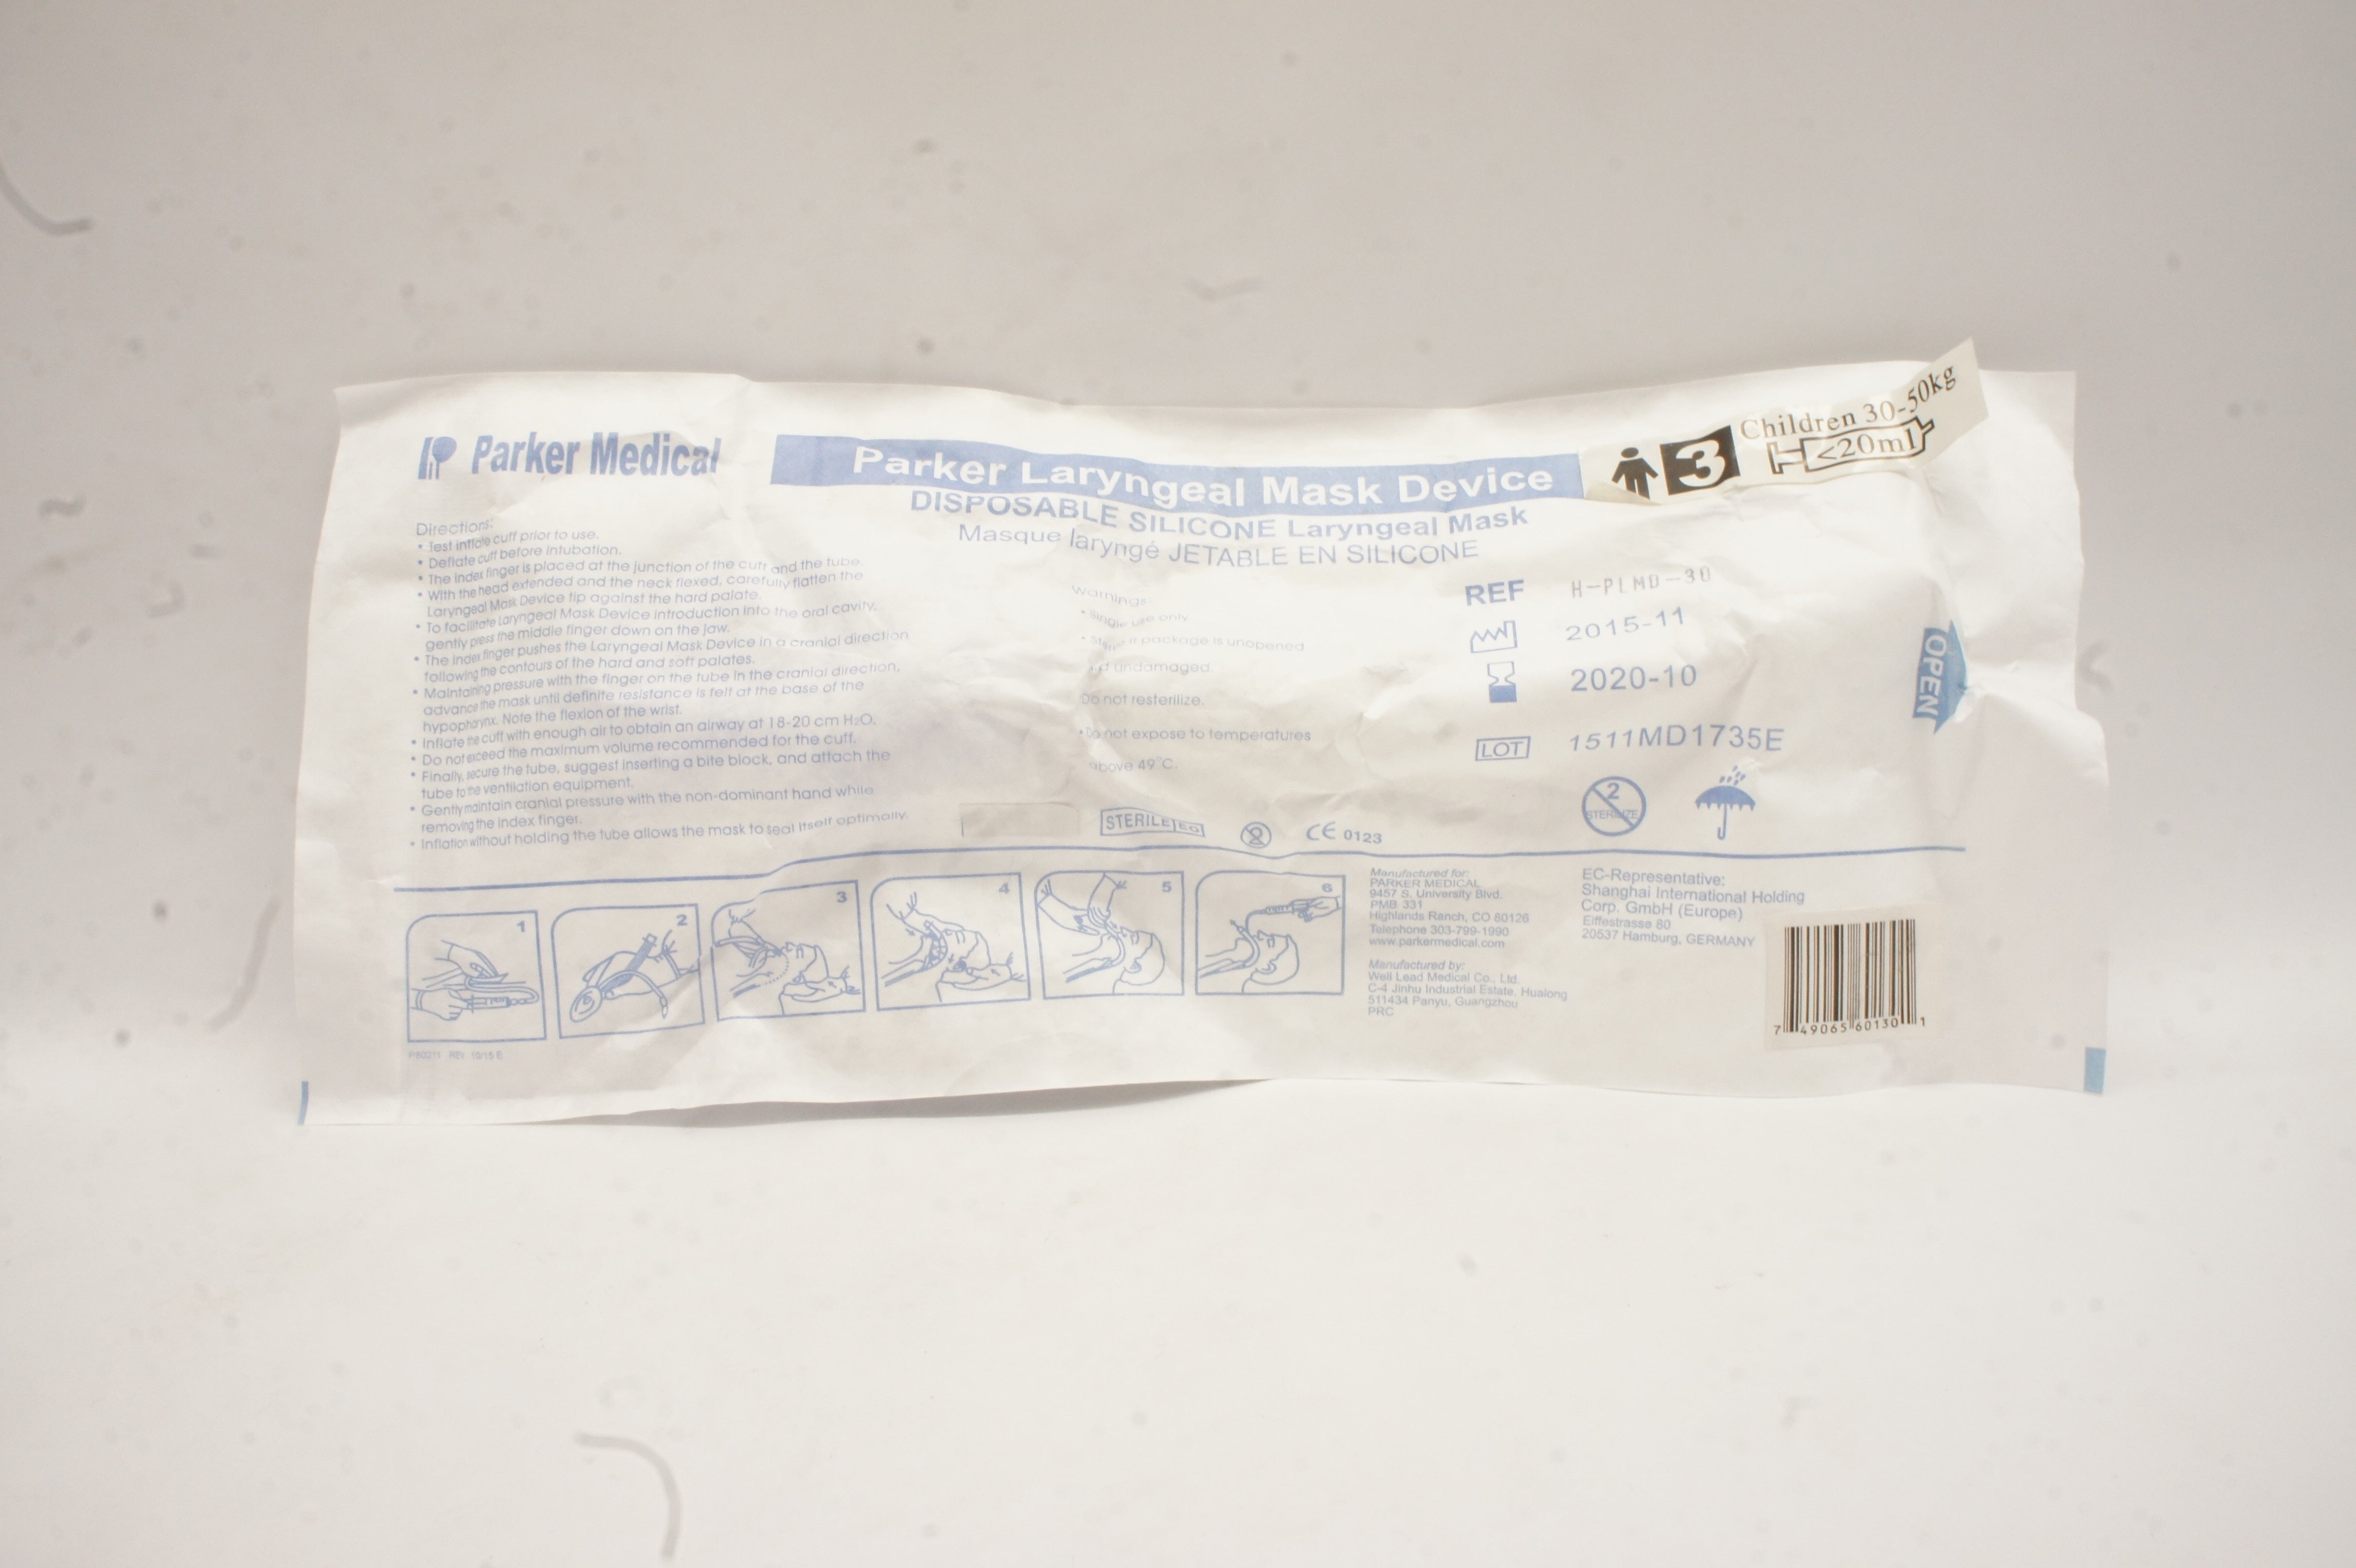 Parker Medical
Parker Laryngeal Mask Device
DISPOSABLE SILICONE Laryngeal Mask
Masque laryngé JETABLE EN SILICONE
3
Children 30-50kg
<20ml
Directions:
• Test inflate cuff prior to use.
• Deflate cuff before intubation.
• The index finger is placed at the junction of the cuff and the tube.
• With the head extended and the neck flexed, carefully flatten the
Laryngeal Mask Device tip against the hard palate.
• To facilitate Laryngeal Mask Device introduction into the oral cavity,
gently press the middle finger down on the jaw.
• The index finger pushes the Laryngeal Mask Device in a cranial direction
following the contours of the hard and soft palates.
• Maintaining pressure with the finger on the tube in the cranial direction,
advance the mask until definite resistance is felt at the base of the
hypopharynx. Note the flexion of the wrist.
• Inflate the cuff with enough air to obtain an airway at 18-20 cm H₂O.
• Do not exceed the maximum volume recommended for the cuff.
• Finally, secure the tube, suggest inserting a bite block, and attach the
tube to the ventilation equipment.
• Gently maintain cranial pressure with the non-dominant hand while
removing the index finger.
• Inflation without holding the tube allows the mask to seal itself optimally.
Warnings:
• Single use only
• if package is unopened
undamaged.
Do not resterilize.
• Do not expose to temperatures
above 49°C.
STERILE EO
2
CE 0123
REF H-PLMD-30
2015-11
2020-10
LOT 1511MD1735E
2
STERILIZE
OPEN
1
2
3
4
5
6
P80211 REV. 10/15 E
Manufactured for:
PARKER MEDICAL
9457 S. University Blvd.
PMB 331
Highlands Ranch, CO 80126
Telephone 303-799-1990
www.parkermedical.com
Manufactured by:
Well Lead Medical Co., Ltd.
C-4 Jinhu Industrial Estate, Hualong
511434 Panyu, Guangzhou
PRC
EC-Representative:
Shanghai International Holding
Corp. GmbH (Europe)
Eiffestrasse 80
20537 Hamburg, GERMANY
7 49065 60130 1